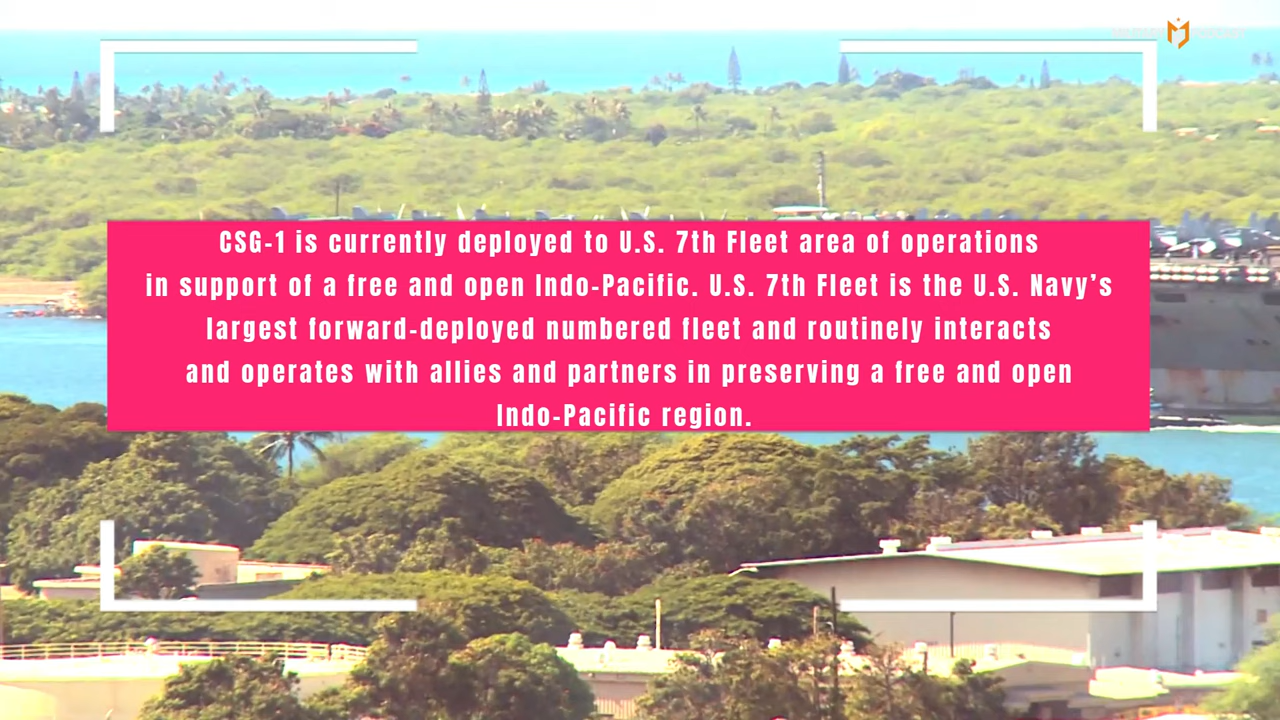 CSG-1 is currently deployed to U.S. 7th Fleet area of operations
in support of a free and open Indo-Pacific. U.S. 7th Fleet is the U.S. Navy’s
largest forward-deployed numbered fleet and routinely interacts
and operates with allies and partners in preserving a free and open
Indo-Pacific region.